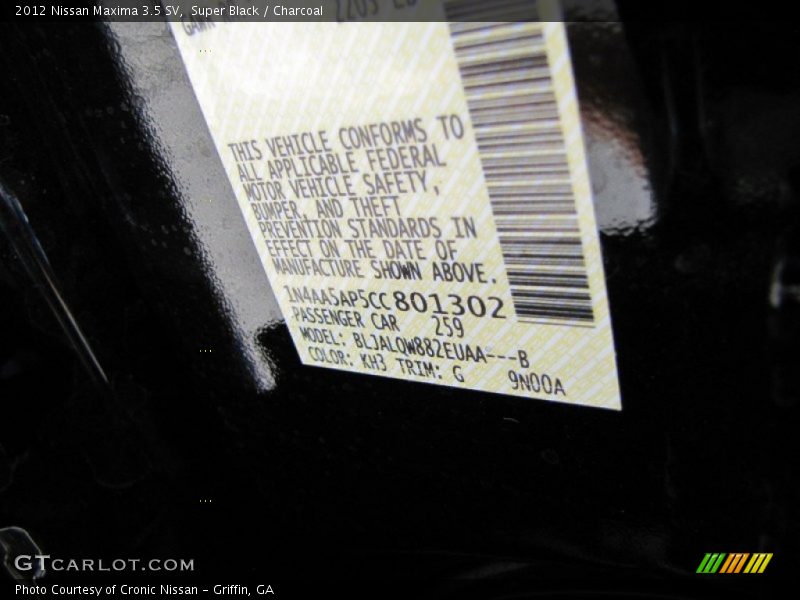 2012 Nissan Maxima 3.5 SV, Super Black / Charcoal
THIS VEHICLE CONFORMS TO
ALL APPLICABLE FEDERAL
MOTOR VEHICLE SAFETY,
BUMPER, AND THEFT
PREVENTION STANDARDS IN
EFFECT ON THE DATE OF
MANUFACTURE SHOWN ABOVE.
1N4AA5AP5CC801302
PASSENGER CAR 259
MODEL: BLJALQW882EUAA---B
COLOR: KH3 TRIM: G 9N00A
GTCARLOT.COM
Photo Courtesy of Cronic Nissan - Griffin, GA